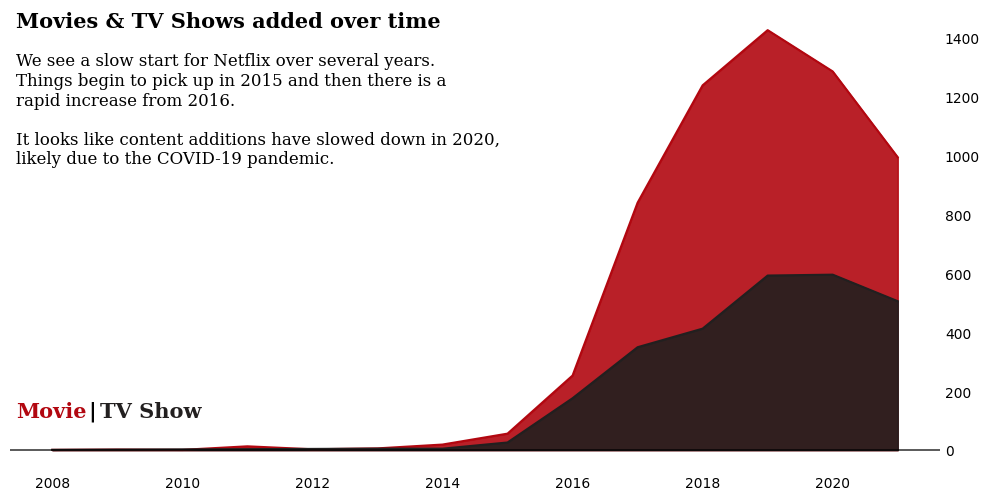 Movies & TV Shows added over time
We see a slow start for Netflix over several years.
Things begin to pick up in 2015 and then there is a
rapid increase from 2016.
It looks like content additions have slowed down in 2020,
likely due to the COVID-19 pandemic.
1400
1200
1000
800
600
400
200
0
Movie|TV Show
2008 2010 2012 2014 2016 2018 2020